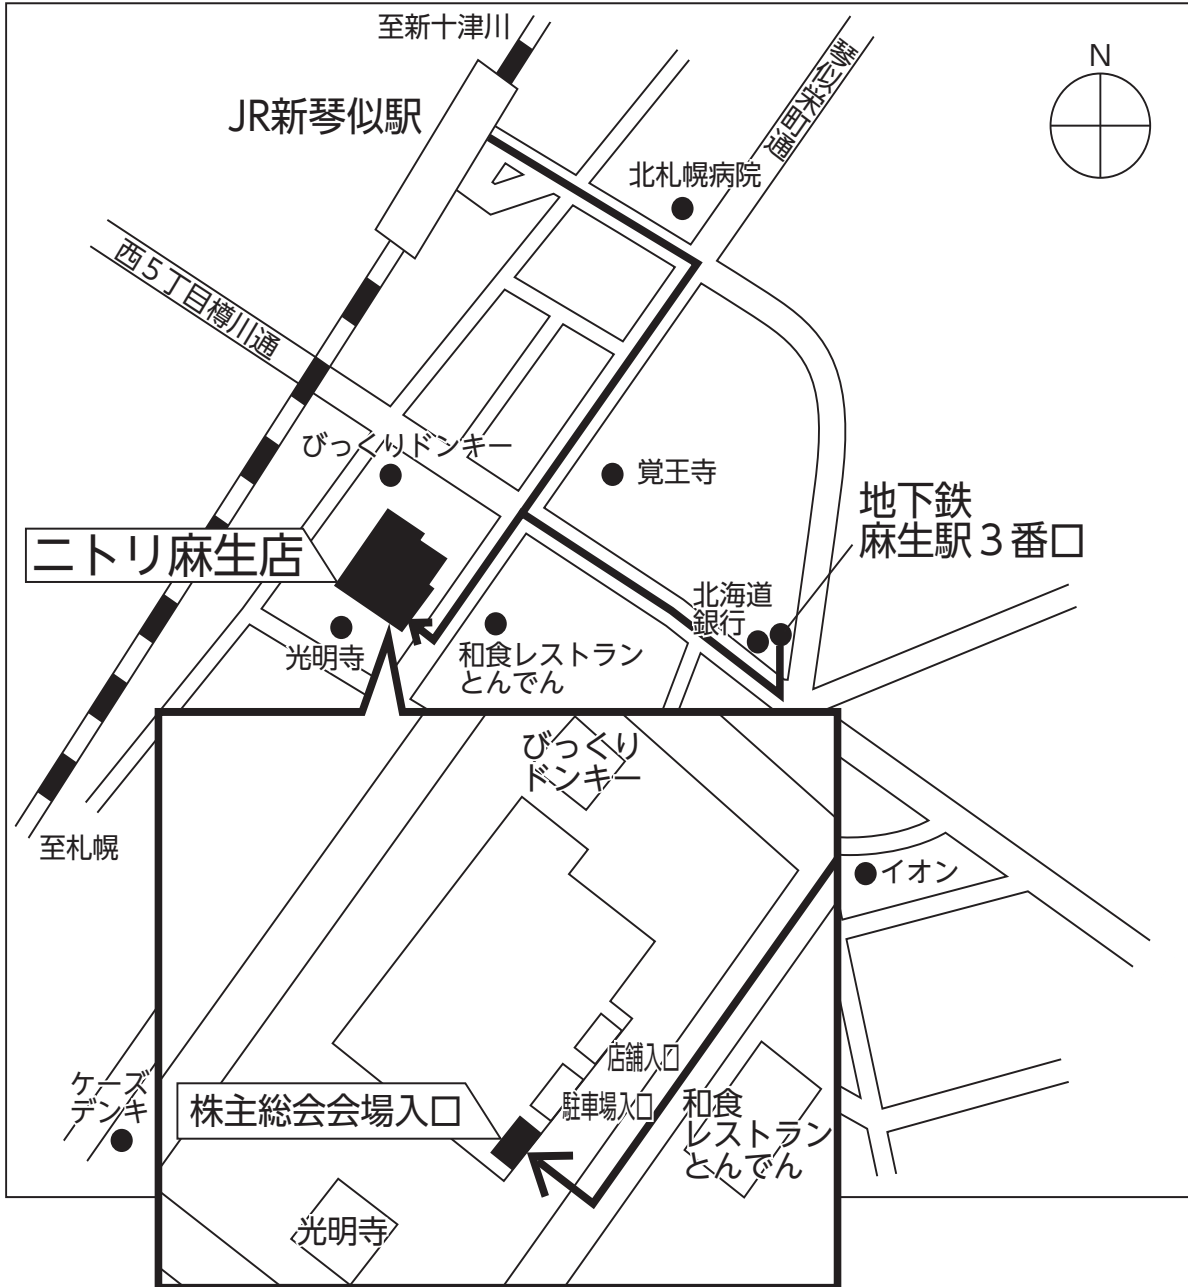 至新十津川
N
JR新琴似駅
琴似栄町通
北札幌病院
西5丁目樽川通
びっくりドンキー
覚王寺
地下鉄
麻生駅3番口
ニトリ麻生店
北海道
銀行
光明寺
和食レストラン
とんでん
びっくり
ドンキー
至札幌
イオン
店舗入口
ケーズ
デンキ
株主総会会場入口
駐車場入口
和食
レストラン
とんでん
光明寺